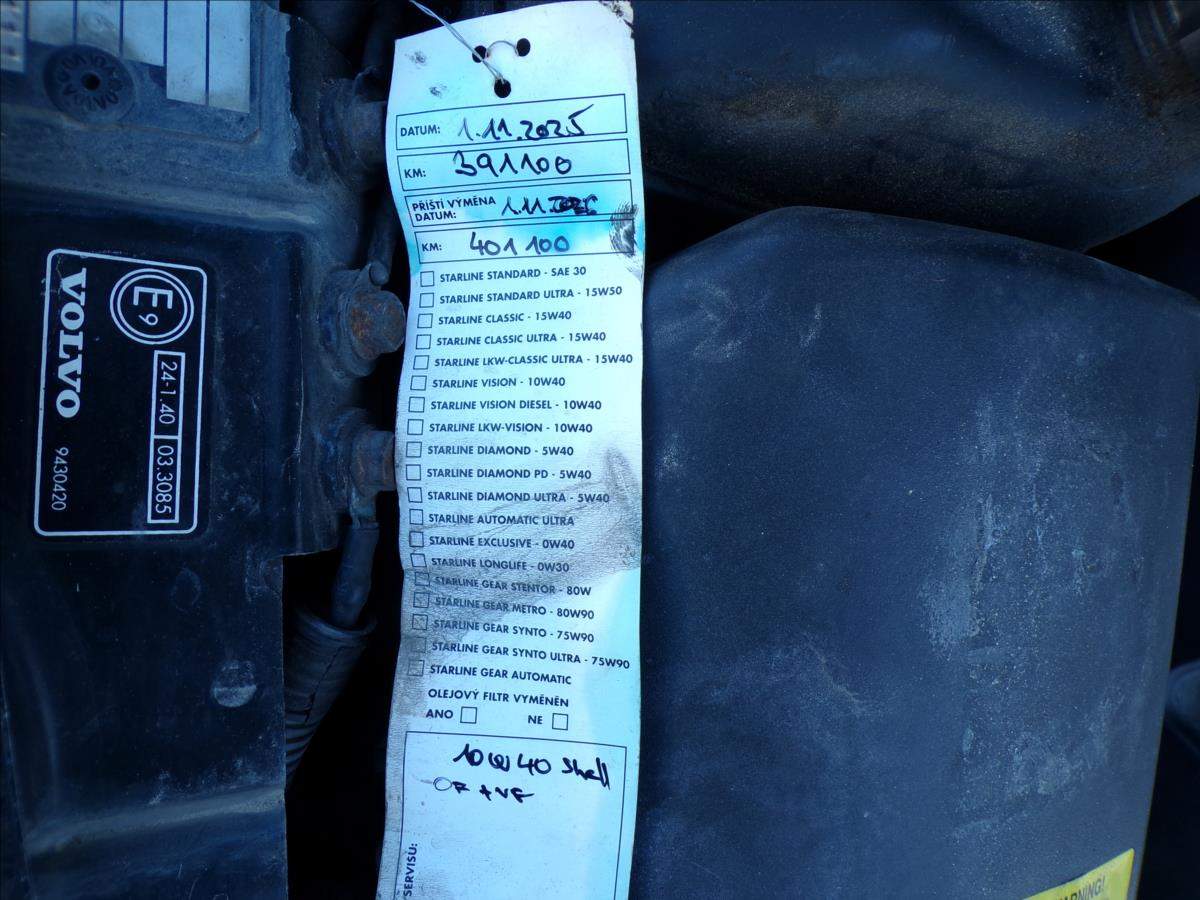 DATUM: 1.11.2025
KM: 391100
PŘÍŠTÍ VÝMĚNA
DATUM: 1.11.
KM: 401100
STARLINE STANDARD - SAE 30
STARLINE STANDARD ULTRA - 15W50
STARLINE CLASSIC - 15W40
STARLINE CLASSIC ULTRA - 15W40
STARLINE LKW-CLASSIC ULTRA - 15W40
STARLINE VISION - 10W40
STARLINE VISION DIESEL - 10W40
STARLINE LKW-VISION - 10W40
STARLINE DIAMOND - 5W40
STARLINE DIAMOND PD - 5W40
STARLINE DIAMOND ULTRA - 5W40
STARLINE AUTOMATIC ULTRA
STARLINE EXCLUSIVE - 0W40
STARLINE LONGLIFE - 0W30
STARLINE GEAR STENTOR - 80W
STARLINE GEAR METRO - 80W90
STARLINE GEAR SYNTO - 75W90
STARLINE GEAR SYNTO ULTRA - 75W90
STARLINE GEAR AUTOMATIC
OLEJOVÝ FILTR VYMĚNĚN
ANO NE
10W40 Shell
SERVISU:
E9
24-1.40 03.3085
VOLVO 9430420
WARNING!